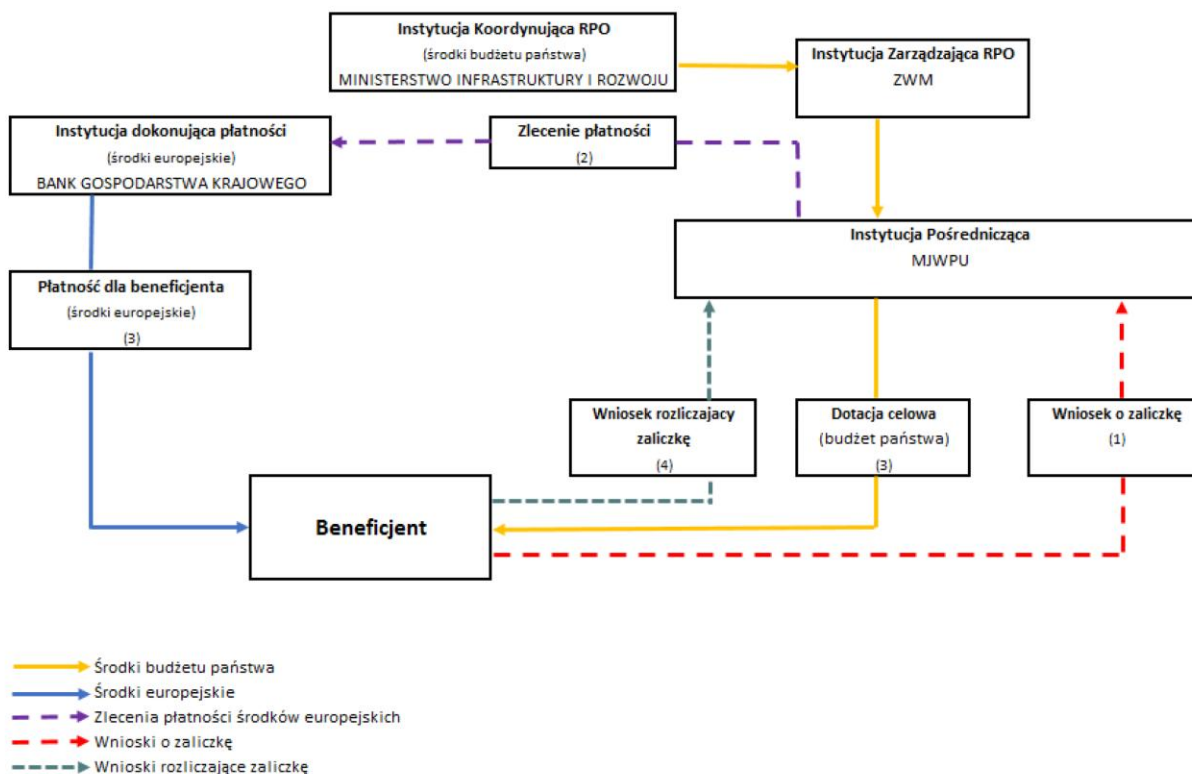 Instytucja Koordynująca RPO
(środki budżetu państwa)
MINISTERSTWO INFRASTRUKTURY I ROZWOJU
Instytucja Zarządzająca RPO
ZWM
Instytucja dokonująca płatności
(środki europejskie)
BANK GOSPODARSTWA KRAJOWEGO
Zlecenie płatności
(2)
Instytucja Pośrednicząca
MJWPU
Płatność dla beneficjenta
(środki europejskie)
(3)
Wniosek rozliczajacy
zaliczkę
(4)
Dotacja celowa
(budżet państwa)
(3)
Wniosek o zaliczkę
(1)
Beneficjent
Środki budżetu państwa
Środki europejskie
Zlecenia płatności środków europejskich
Wnioski o zaliczkę
Wnioski rozliczające zaliczkę